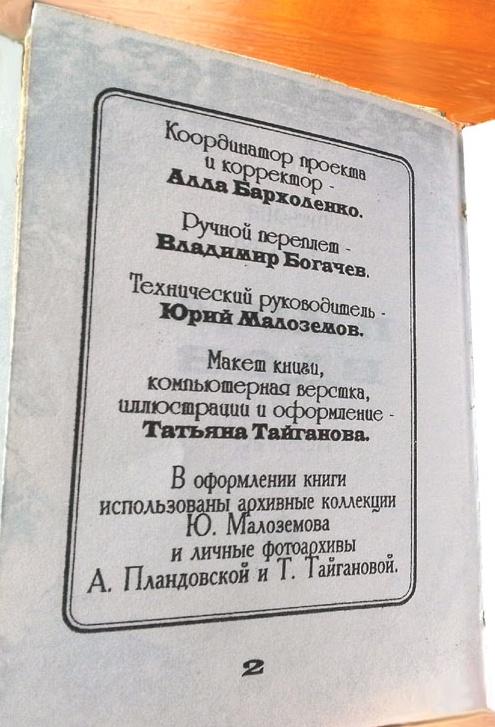 Координатор проекта
и корректор -
Алла Бархоленко.
Ручной переплет -
Владимир Богачев.
Технический руководитель -
Юрий Малоземов.
Макет книги,
компьютерная верстка,
иллюстрации и оформление -
Татьяна Тайганова.
В оформлении книги
использованы архивные коллекции
Ю. Малоземова
и личные фотоархивы
А. Пландовской и Т. Тайгановой.
2